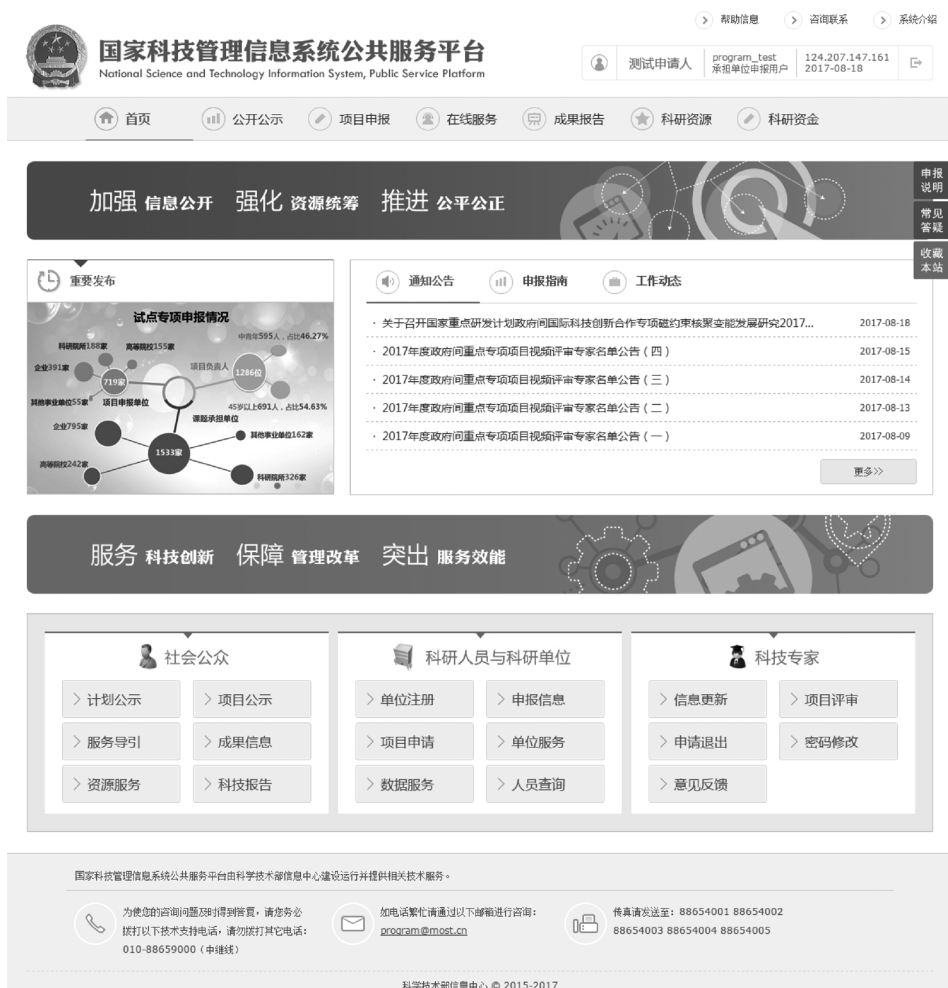 帮助信息 咨询联系 系统介绍
国家科技管理信息系统公共服务平台
National Science and Technology Information System, Public Service Platform
测试申请人
program_test
承担单位申报用户
124.207.147.161
2017-08-18
首页 公开公示 项目申报 在线服务 成果报告 科研资源 科研资金
加强 信息公开 强化 资源统筹 推进 公平公正
申报
说明
常见
答疑
收藏
本站
重要发布
试点专项申报情况
科研院所188家 高等院校155家
中青年595人，占比46.27%
企业391家
项目负责人
1286位
719家
其他事业单位55家
项目申报单位
45岁以上691人，占比54.63%
课题承担单位
企业795家
其他事业单位162家
1533家
高等院校242家
科研院所326家
通知公告 申报指南 工作动态
· 关于召开国家重点研发计划政府间国际科技创新合作专项磁约束核聚变能发展研究2017... 2017-08-18
· 2017年度政府间重点专项项目视频评审专家名单公告（四） 2017-08-15
· 2017年度政府间重点专项项目视频评审专家名单公告（三） 2017-08-14
· 2017年度政府间重点专项项目视频评审专家名单公告（二） 2017-08-13
· 2017年度政府间重点专项项目视频评审专家名单公告（一） 2017-08-09
更多>>
服务 科技创新 保障 管理改革 突出 服务效能
社会公众
> 计划公示 > 项目公示
> 服务导引 > 成果信息
> 资源服务 > 科技报告
科研人员与科研单位
> 单位注册 > 申报信息
> 项目申请 > 单位服务
> 数据服务 > 人员查询
科技专家
> 信息更新 > 项目评审
> 申请退出 > 密码修改
> 意见反馈
国家科技管理信息系统公共服务平台由科学技术部信息中心建设运行并提供相关技术服务。
为使您的咨询问题及时得到答复，请您务必
拨打以下技术支持电话，请勿拨打其它电话：
010-88659000（中继线）
如电话繁忙请通过以下邮箱进行咨询：
program@most.cn
传真请发送至：88654001 88654002
88654003 88654004 88654005
科学技术部信息中心 © 2015-2017